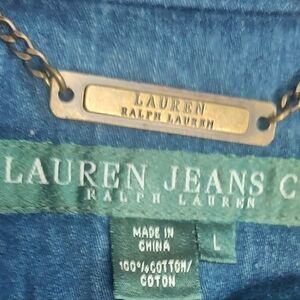 LAUREN
RALPH LAUREN
LAUREN JEANS C
RALPH LAUREN
MADE IN
CHINA
L
100%COTTON/
COTON